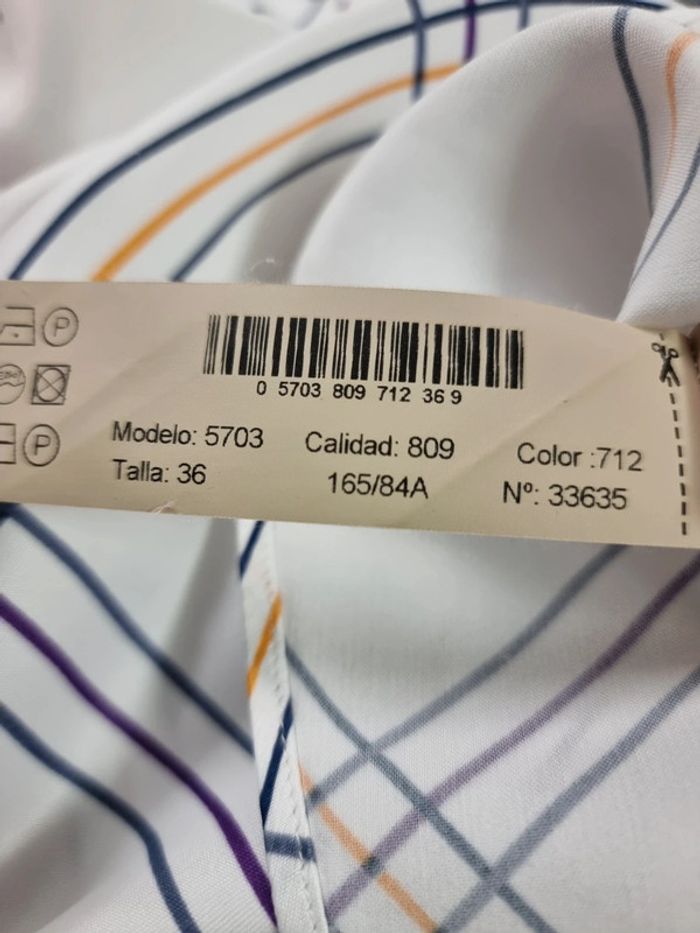 P
0 5703 809 712 36 9
Modelo: 5703 Calidad: 809 Color :712
Talla: 36 165/84A Nº: 33635
P